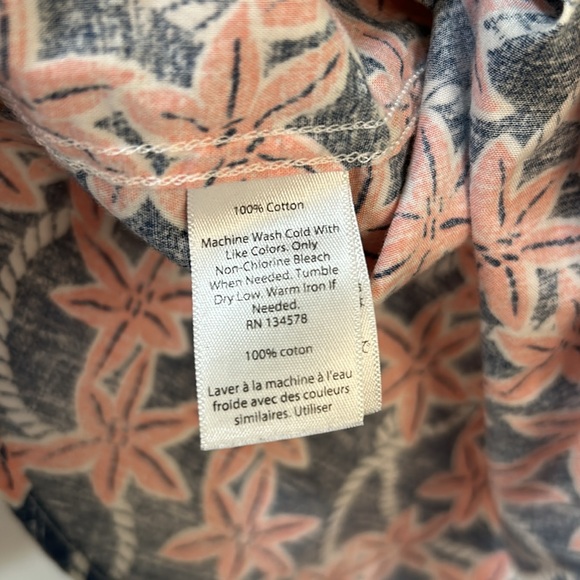 100% Cotton
Machine Wash Cold With
Like Colors. Only
Non-Chlorine Bleach
When Needed. Tumble
Dry Low. Warm Iron If
Needed.
RN 134578
100% coton
Laver à la machine à l'eau
froide avec des couleurs
similaires. Utiliser